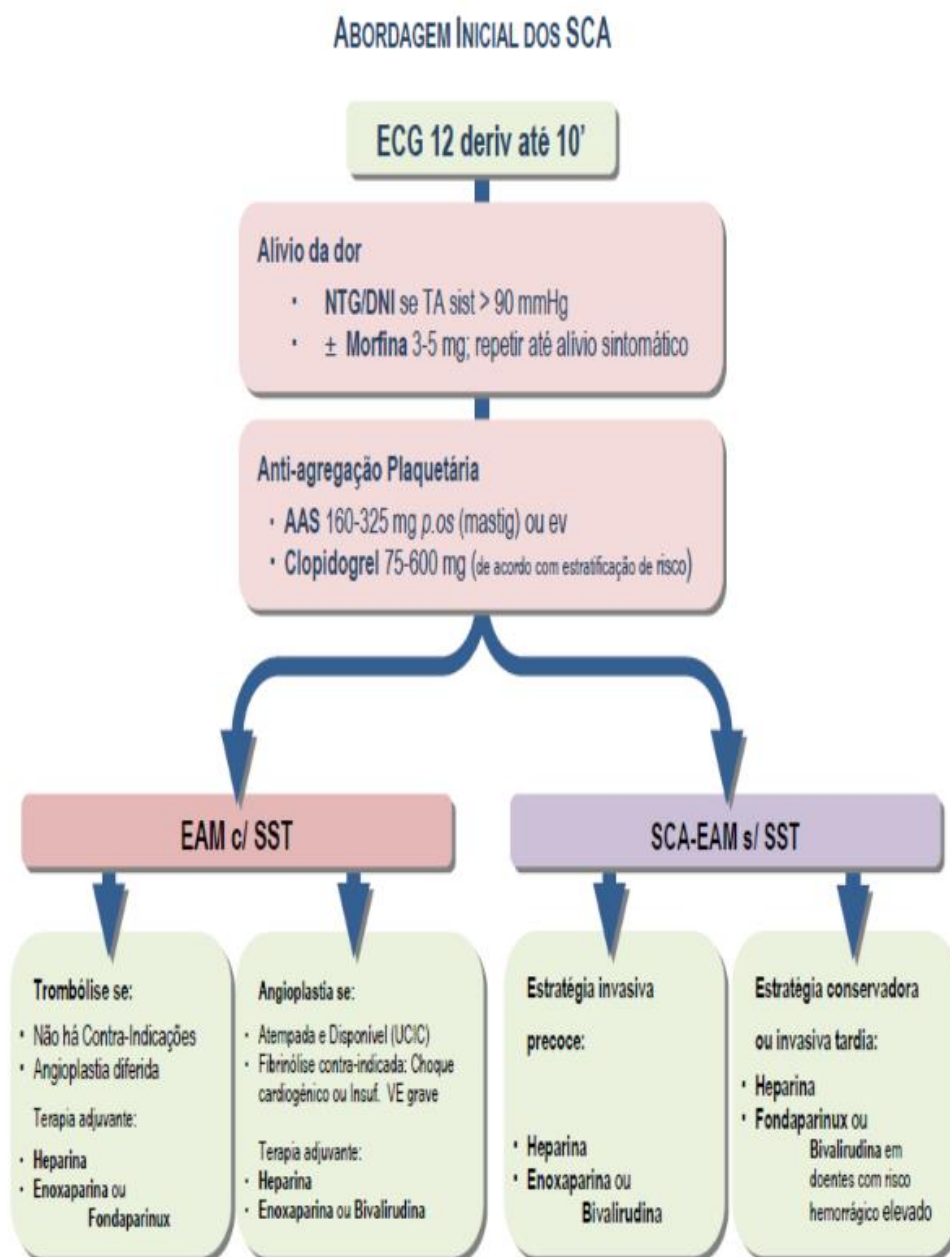 ABORDAGEM INICIAL DOS SCA
ECG 12 deriv até 10’
Alívio da dor
· NTG/DNI se TA sist > 90 mmHg
· ± Morfina 3-5 mg; repetir até alívio sintomático
Anti-agregação Plaquetária
· AAS 160-325 mg p.os (mastig) ou ev
· Clopidogrel 75-600 mg (de acordo com estratificação de risco)
EAM c/ SST
SCA-EAM s/ SST
Trombólise se:
· Não há Contra-Indicações
· Angioplastia diferida
Terapia adjuvante:
· Heparina
· Enoxaparina ou
Fondaparinux
Angioplastia se:
· Atempada e Disponível (UCIC)
· Fibrinólise contra-indicada: Choque
cardiogénico ou Insuf. VE grave
Terapia adjuvante:
· Heparina
· Enoxaparina ou Bivalirudina
Estratégia invasiva
precoce:
· Heparina
· Enoxaparina ou
Bivalirudina
Estratégia conservadora
ou invasiva tardia:
· Heparina
· Fondaparinux ou
Bivalirudina em
doentes com risco
hemorrágico elevado